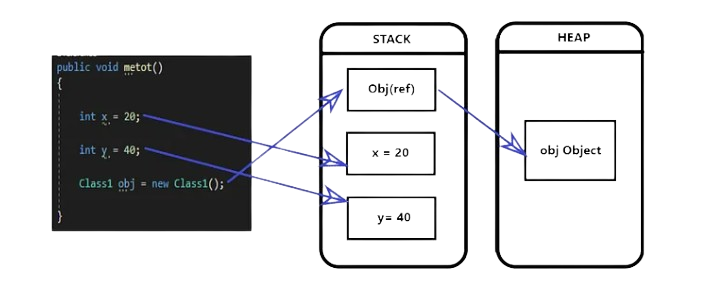 public void metot()
{
int x = 20;
int y = 40;
Class1 obj = new Class1();
}
STACK
Obj(ref)
x = 20
y= 40
HEAP
obj Object